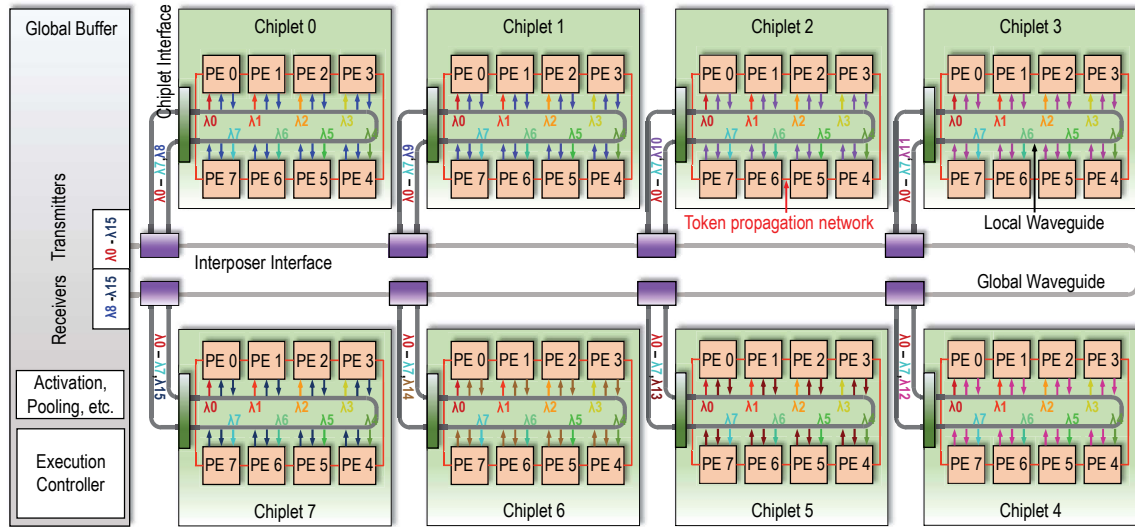 Global Buffer
Chiplet Interface
Chiplet 0
Chiplet 1
Chiplet 2
Chiplet 3
PE 0 PE 1 PE 2 PE 3
PE 0 PE 1 PE 2 PE 3
PE 0 PE 1 PE 2 PE 3
PE 0 PE 1 PE 2 PE 3
λ0 λ1 λ2 λ3
λ0 λ1 λ2 λ3
λ0 λ1 λ2 λ3
λ0 λ1 λ2 λ3
λ7 λ6 λ5 λ
λ7 λ6 λ5 λ
λ7 λ6 λ5 λ
λ7 λ6 λ5 λ
λ0 - λ7,λ8
λ0 - λ7,λ9
λ0 - λ7,λ10
λ0 - λ7,λ11
PE 7 PE 6 PE 5 PE 4
PE 7 PE 6 PE 5 PE 4
PE 7 PE 6 PE 5 PE 4
PE 7 PE 6 PE 5 PE 4
Token propagation network
Local Waveguide
Transmitters
λ0 -λ15
Interposer Interface
Receivers
λ8 -λ15
Global Waveguide
λ0 - λ7,λ15
λ0 - λ7,λ14
λ0 - λ7,λ13
λ0 - λ7,λ12
PE 0 PE 1 PE 2 PE 3
PE 0 PE 1 PE 2 PE 3
PE 0 PE 1 PE 2 PE 3
PE 0 PE 1 PE 2 PE 3
λ0 λ1 λ2 λ3
λ0 λ1 λ2 λ3
λ0 λ1 λ2 λ3
λ0 λ1 λ2 λ3
λ7 λ6 λ5 λ
λ7 λ6 λ5 λ
λ7 λ6 λ5 λ
λ7 λ6 λ5 λ
PE 7 PE 6 PE 5 PE 4
PE 7 PE 6 PE 5 PE 4
PE 7 PE 6 PE 5 PE 4
PE 7 PE 6 PE 5 PE 4
Chiplet 7
Chiplet 6
Chiplet 5
Chiplet 4
Activation,
Pooling, etc.
Execution
Controller